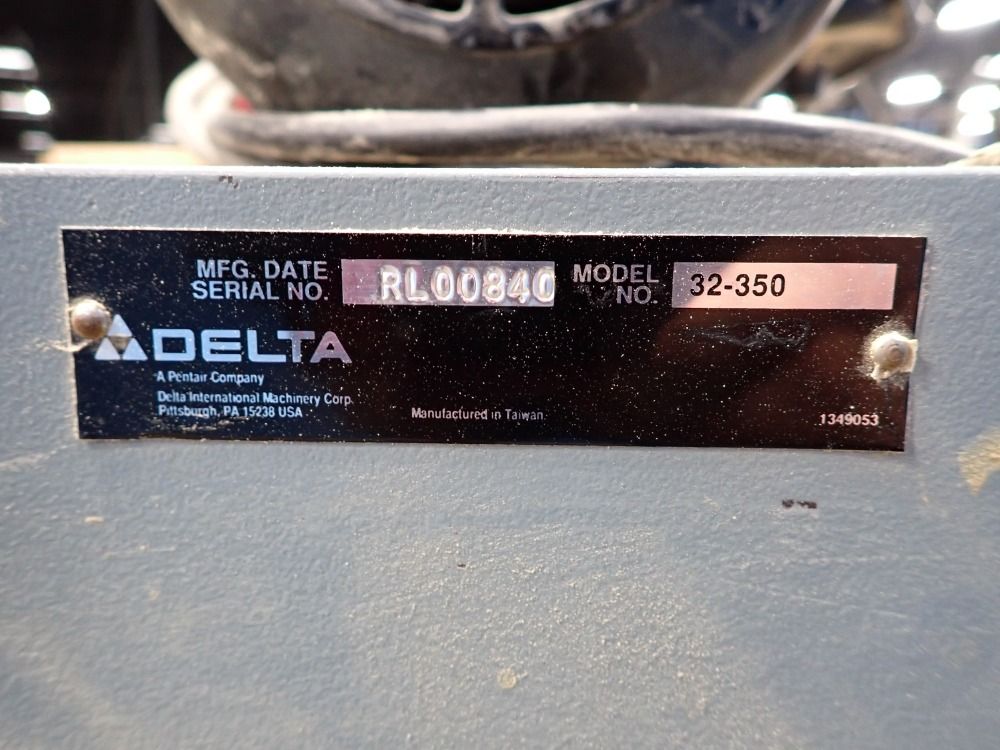 MFG. DATE
SERIAL NO. RL00840
MODEL
NO. 32-350
DELTA
A Pentair Company
Delta International Machinery Corp.
Pittsburgh, PA 15238 USA
Manufactured in Taiwan
1349053